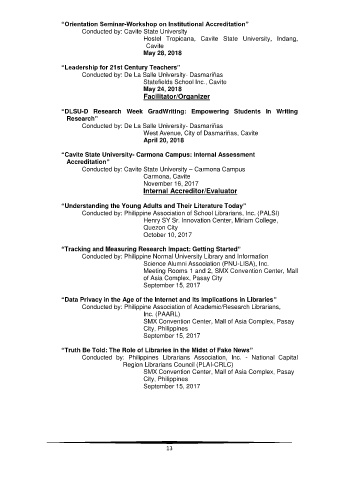 “Orientation Seminar-Workshop on Institutional Accreditation”
Conducted by: Cavite State University
Hostel Tropicana, Cavite State University, Indang,
Cavite
May 28, 2018
“Leadership for 21st Century Teachers”
Conducted by: De La Salle University- Dasmariñas
Statefields School Inc., Cavite
May 24, 2018
Facilitator/Organizer
“DLSU-D Research Week GradWriting: Empowering Students in Writing
Research”
Conducted by: De La Salle University- Dasmariñas
West Avenue, City of Dasmariñas, Cavite
April 20, 2018
“Cavite State University- Carmona Campus: Internal Assessment
Accreditation”
Conducted by: Cavite State University – Carmona Campus
Carmona, Cavite
November 16, 2017
Internal Accreditor/Evaluator
“Understanding the Young Adults and Their Literature Today”
Conducted by: Philippine Association of School Librarians, Inc. (PALSI)
Henry SY Sr. Innovation Center, Miriam College,
Quezon City
October 10, 2017
“Tracking and Measuring Research Impact: Getting Started”
Conducted by: Philippine Normal University Library and Information
Science Alumni Association (PNU-LISA), Inc.
Meeting Rooms 1 and 2, SMX Convention Center, Mall
of Asia Complex, Pasay City
September 15, 2017
“Data Privacy in the Age of the Internet and its Implications in Libraries”
Conducted by: Philippine Association of Academic/Research Librarians,
Inc. (PAARL)
SMX Convention Center, Mall of Asia Complex, Pasay
City, Philippines
September 15, 2017
“Truth Be Told: The Role of Libraries in the Midst of Fake News”
Conducted by: Philippines Librarians Association, Inc. - National Capital
Region Librarians Council (PLAI-CRLC)
SMX Convention Center, Mall of Asia Complex, Pasay
City, Philippines
September 15, 2017
13